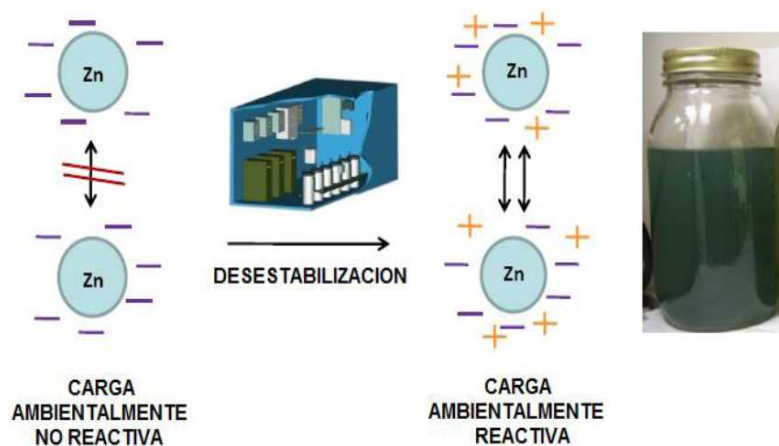 Zn
Zn
DESESTABILIZACION
Zn
Zn
CARGA
AMBIENTALMENTE
NO REACTIVA
CARGA
AMBIENTALMENTE
REACTIVA